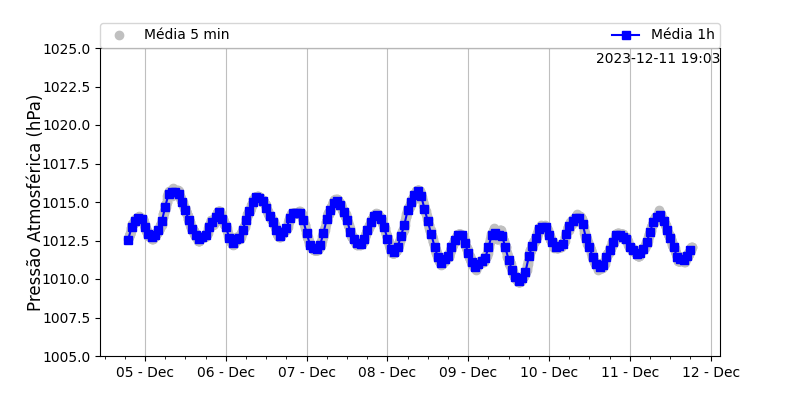 Média 5 min
Média 1h
2023-12-11 19:03
Pressão Atmosférica (hPa)
1025.0
1022.5
1020.0
1017.5
1015.0
1012.5
1010.0
1007.5
1005.0
05 - Dec
06 - Dec
07 - Dec
08 - Dec
09 - Dec
10 - Dec
11 - Dec
12 - Dec